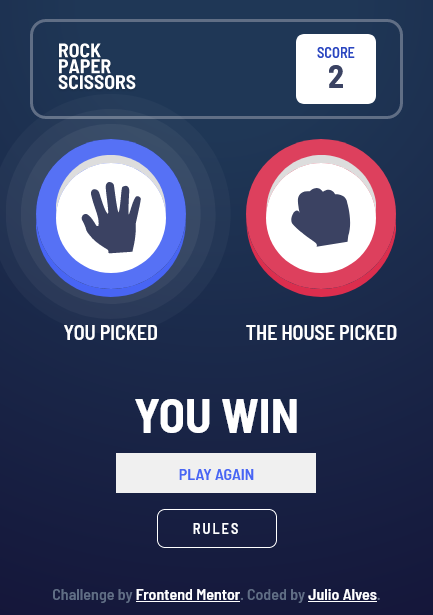 ROCK
PAPER
SCISSORS
SCORE
2
YOU PICKED
THE HOUSE PICKED
YOU WIN
PLAY AGAIN
RULES
Challenge by Frontend Mentor. Coded by Julio Alves.